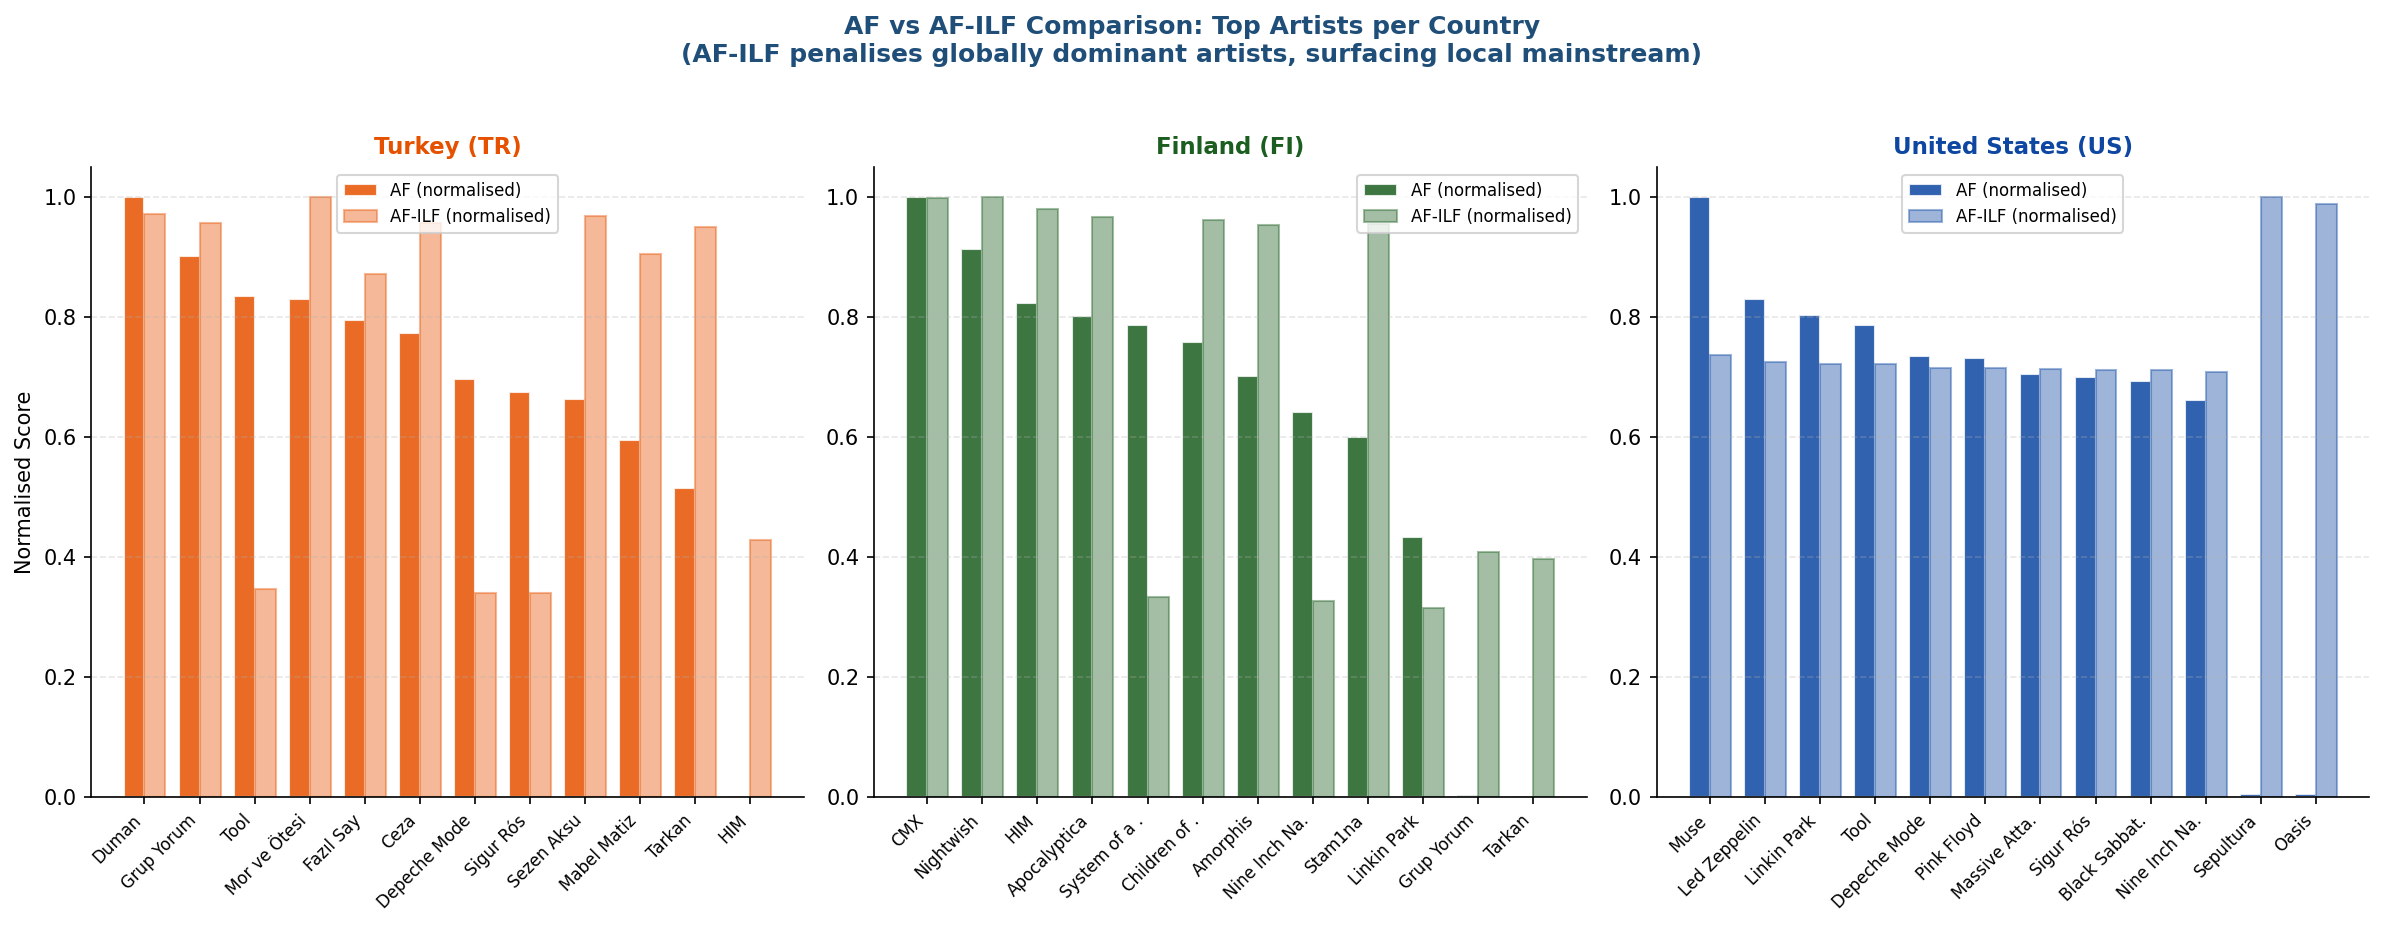 AF vs AF-ILF Comparison: Top Artists per Country
(AF-ILF penalises globally dominant artists, surfacing local mainstream)
Turkey (TR)
AF (normalised)
AF-ILF (normalised)
Normalised Score
1.0
0.8
0.6
0.4
0.2
0.0
Duman
Grup Yorum
Tool
Mor ve Ötesi
Fazıl Say
Ceza
Depeche Mode
Sigur Rós
Sezen Aksu
Mabel Matiz
Tarkan
HIM
Finland (FI)
AF (normalised)
AF-ILF (normalised)
1.0
0.8
0.6
0.4
0.2
0.0
CMX
Nightwish
HIM
Apocalyptica
System of a .
Children of .
Amorphis
Nine Inch Na.
Stam1na
Linkin Park
Grup Yorum
Tarkan
United States (US)
AF (normalised)
AF-ILF (normalised)
1.0
0.8
0.6
0.4
0.2
0.0
Muse
Led Zeppelin
Linkin Park
Tool
Depeche Mode
Pink Floyd
Massive Atta.
Sigur Rós
Black Sabbat.
Nine Inch Na.
Sepultura
Oasis